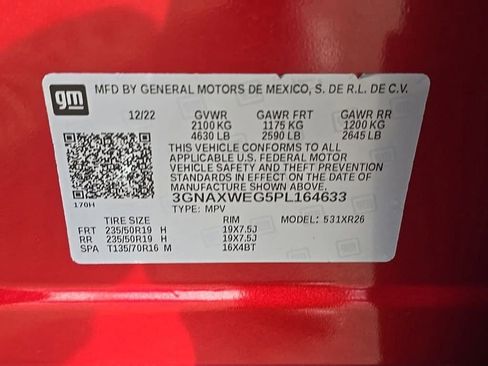 gm
MFD BY GENERAL MOTORS DE MEXICO, S. DE R.L. DE C.V.
12/22 GVWR GAWR FRT GAWR RR
2100 KG 1175 KG 1200 KG
4630 LB 2590 LB 2645 LB
THIS VEHICLE CONFORMS TO ALL
APPLICABLE U.S. FEDERAL MOTOR
VEHICLE SAFETY AND THEFT PREVENTION
STANDARDS IN EFFECT ON THE DATE OF
MANUFACTURE SHOWN ABOVE.
3GNAXWEG5PL164633
170H TYPE: MPV
TIRE SIZE RIM MODEL: 531XR26
FRT 235/50R19 H 19X7.5J
RR 235/50R19 H 19X7.5J
SPA T135/70R16 M 16X4BT